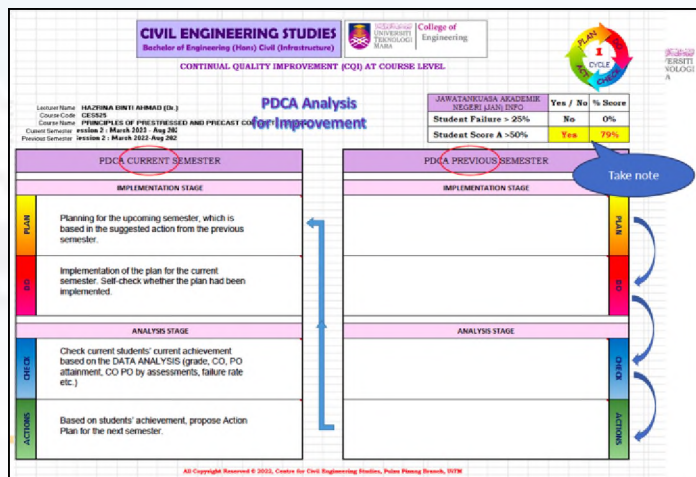 CIVIL ENGINEERING STUDIES
Bachelor of Engineering (Hons) Civil (Infrastructure)
UNIVERSITI
TEKNOLOGI
MARA
College of
Engineering
CONTINUAL QUALITY IMPROVEMENT (CQI) AT COURSE LEVEL
PLAN
DO
CHECK
ACT
1
CYCLE
ERSITI
NOLOGI
A
Lecturer Name HAZRINA BINTI AHMAD (Dr.)
Course Code CES525
Course Name PRINCIPLES OF PRESTRESSED AND PRECAST
Current Semester ession 2 : March 2023 - Aug 202
Previous Semester ession 2 : March 2022-Aug 202
PDCA Analysis
for Improvement
JAWATANKUASA AKADEMIK
NEGERI (JAN) INFO
Yes / No
% Score
Student Failure > 25%
No
0%
Student Score A >50%
Yes
79%
Take note
PDCA CURRENT SEMESTER
IMPLEMENTATION STAGE
PLAN
Planning for the upcoming semester, which is
based in the suggested action from the previous
semester.
DO
Implementation of the plan for the current
semester. Self-check whether the plan had been
implemented.
ANALYSIS STAGE
CHECK
Check current students' current achievement
based on the DATA ANALYSIS (grade, CO, PO
attainment, CO PO by assessments, failure rate
etc.)
ACTIONS
Based on students' achievement, propose Action
Plan for the next semester.
PDCA PREVIOUS SEMESTER
IMPLEMENTATION STAGE
PLAN
DO
ANALYSIS STAGE
CHECK
ACTIONS
All Copyright Reserved © 2022, Centre for Civil Engineering Studies, Pulau Pinang Branch, UiTM